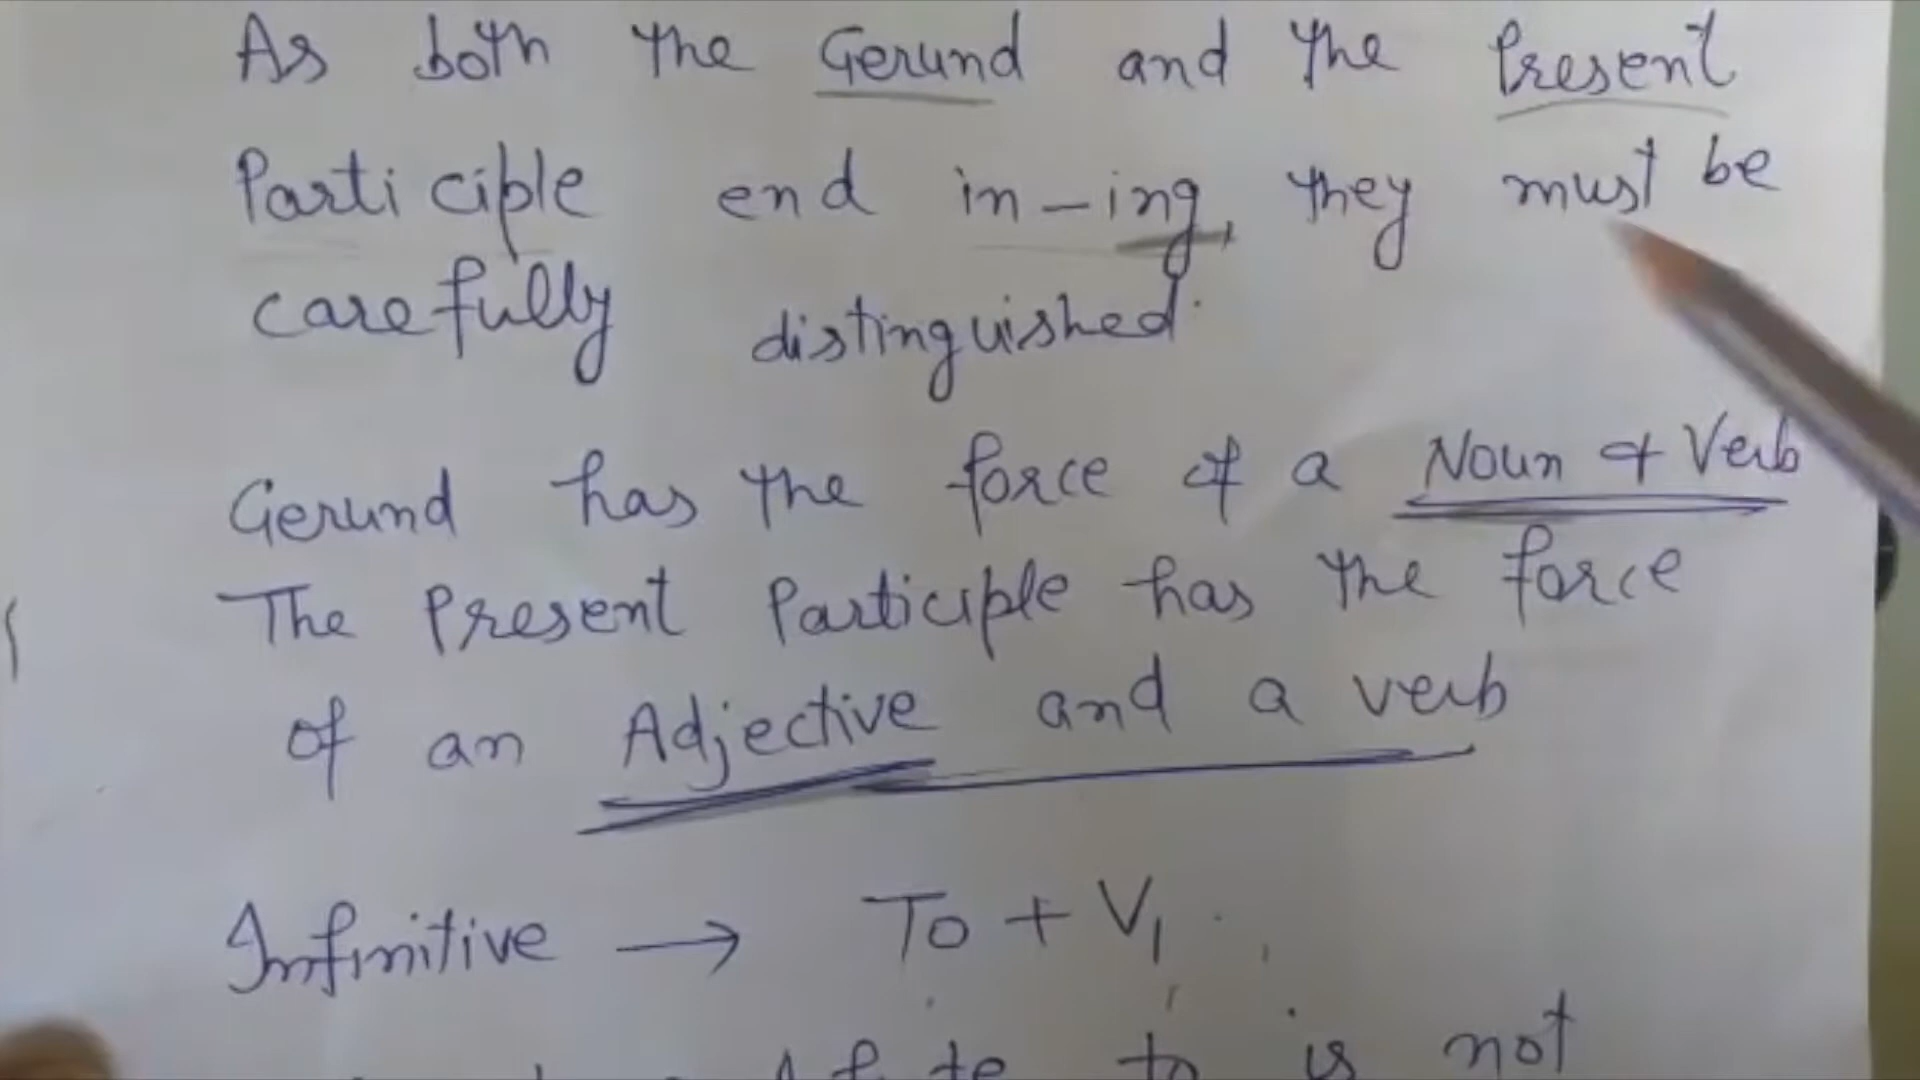 As both the Gerund and the Present
Participle end in -ing, they must be
carefully distinguished.
Gerund has the force of a Noun & Verb
The Present Participle has the force
of an Adjective and a verb
Infinitive → To + V1
to is not